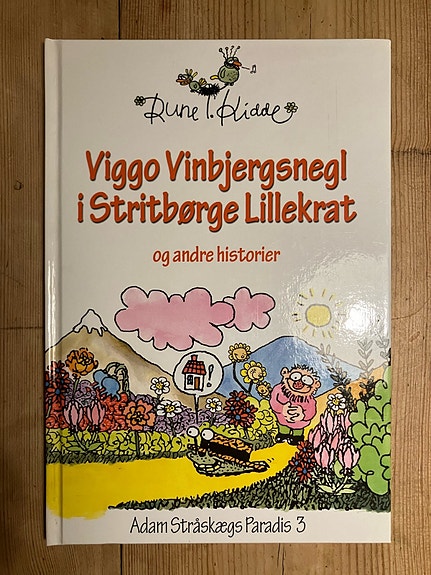 Rune T. Kidde
Viggo Vinbjergsnegl
i Stritbørge Lillekrat
og andre historier
!
Adam Stråskægs Paradis 3